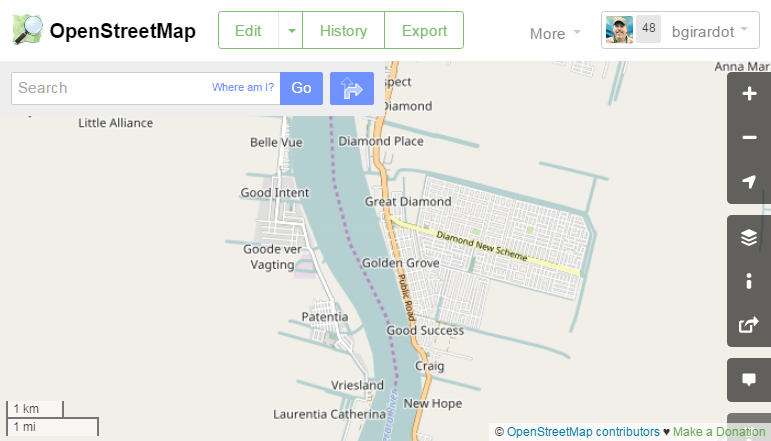 OpenStreetMap
Edit
History
Export
More
48
bgirardot
Search
Where am I?
Go
spect
Anna Mar
Diamond
Little Alliance
Belle Vue
Diamond Place
Good Intent
Great Diamond
Diamond New Scheme
Goode ver
Vagting
Golden Grove
Public Road
Patentia
Good Success
Craig
Vriesland
New Hope
Laurentia Catherina
1 km
1 mi
© OpenStreetMap contributors ♥ Make a Donation